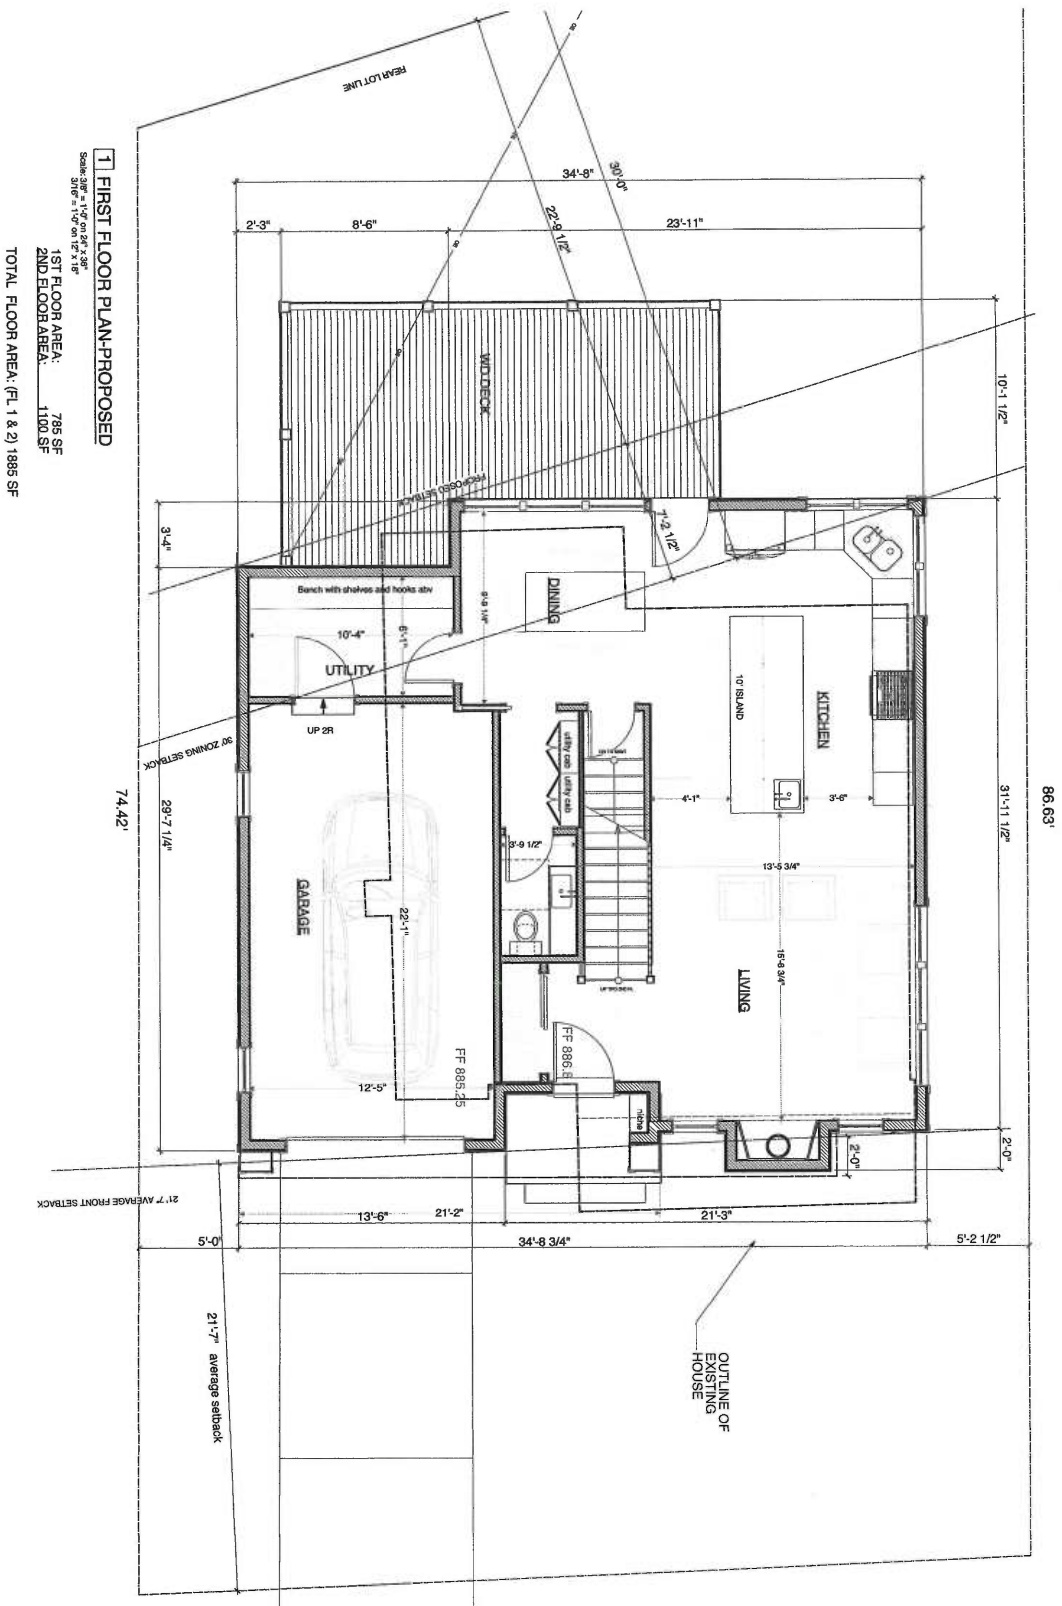 REAR LOT LINE
1 FIRST FLOOR PLAN-PROPOSED
Scale: 3/8" = 1'-0" on 24" x 36"
3/16" = 1'-0" on 12" x 18"
1ST FLOOR AREA: 785 SF
2ND FLOOR AREA: 1100 SF
TOTAL FLOOR AREA: (FL 1 & 2) 1885 SF
34'-8"
30'-0"
22'-9 1/2"
2'-3"
8'-6"
23'-11"
10'-1 1/2"
WD DECK
PROPOSED SETBACK
7'-2 1/2"
3'-4"
Bench with shelves and hooks abv
10'-4"
6'-1"
UTILITY
UP 2R
DINING
9'-9 1/4"
10' ISLAND
KITCHEN
utility cab
utility cab
4'-1"
3'-6"
31'-11 1/2"
86.63'
30' ZONING SETBACK
74.42'
29'-7 1/4"
3'-9 1/2"
13'-5 3/4"
GARAGE
22'-1"
15'-8 3/4"
LIVING
FF 886.8
FF 885.25
12'-5"
niche
2'-0"
2'-0"
21' 7" AVERAGE FRONT SETBACK
13'-6"
21'-2"
21'-3"
5'-0"
34'-8 3/4"
5'-2 1/2"
21'-7" average setback
OUTLINE OF
EXISTING
HOUSE